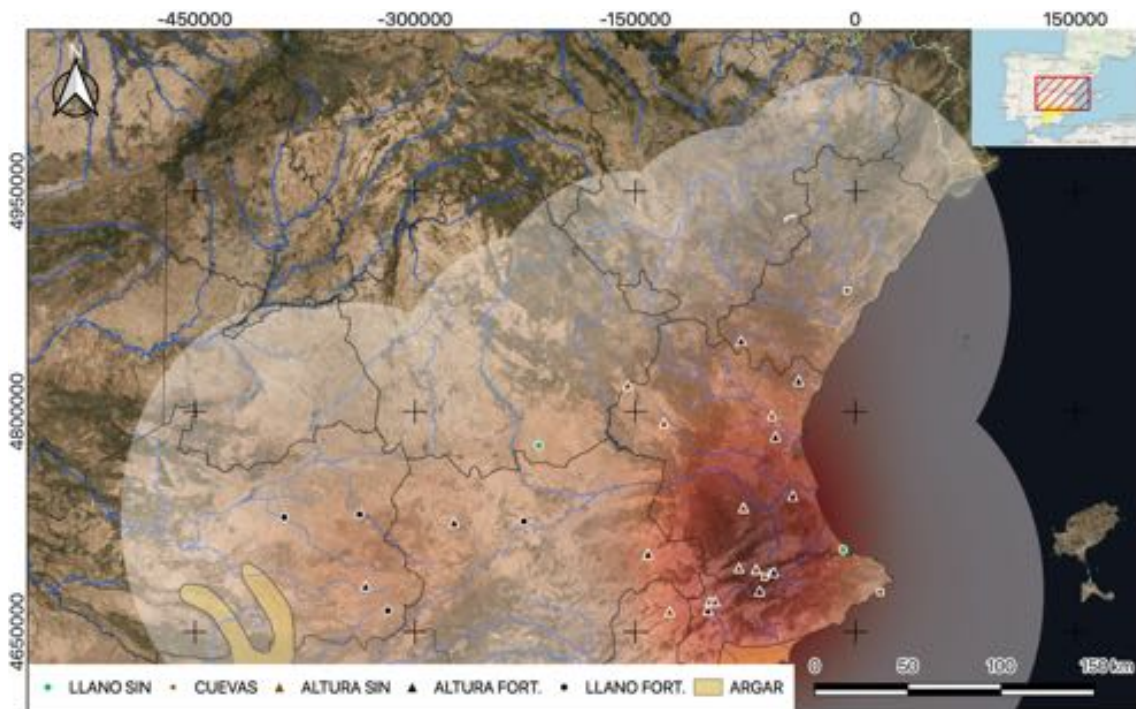 -450000 -300000 -150000 0 150000
N
4950000
4800000
4650000
0 50 100 150 km
LLANO SIN CUEVAS ALTURA SIN ALTURA FORT. LLANO FORT. ARGAR